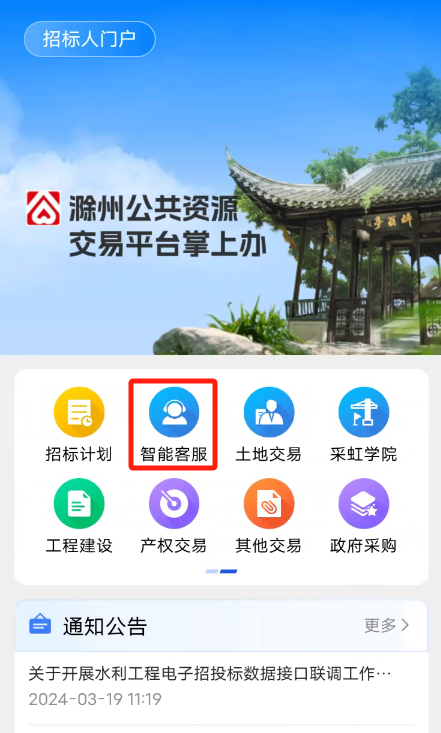 招标人门户
滁州公共资源
交易平台掌上办
招标计划 智能客服 土地交易 采虹学院
工程建设 产权交易 其他交易 政府采购
通知公告 更多
关于开展水利工程电子招投标数据接口联调工作…
2024-03-19 11:19